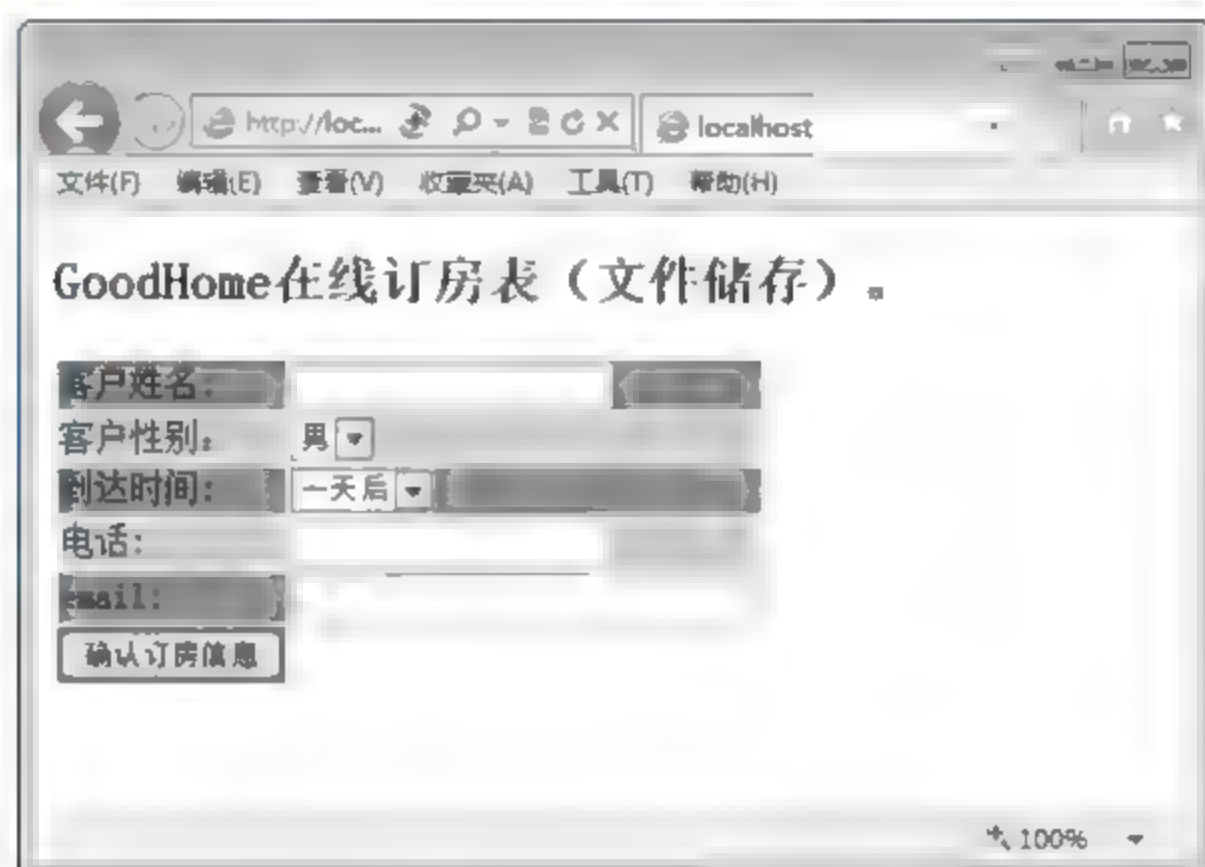 http://loc... localhost
文件(F) 编辑(E) 查看(V) 收藏夹(A) 工具(T) 帮助(H)
GoodHome在线订房表（文件储存）。
客户姓名：
客户性别： 男
到达时间： 一天后
电话：
email:
确认订房信息
100%